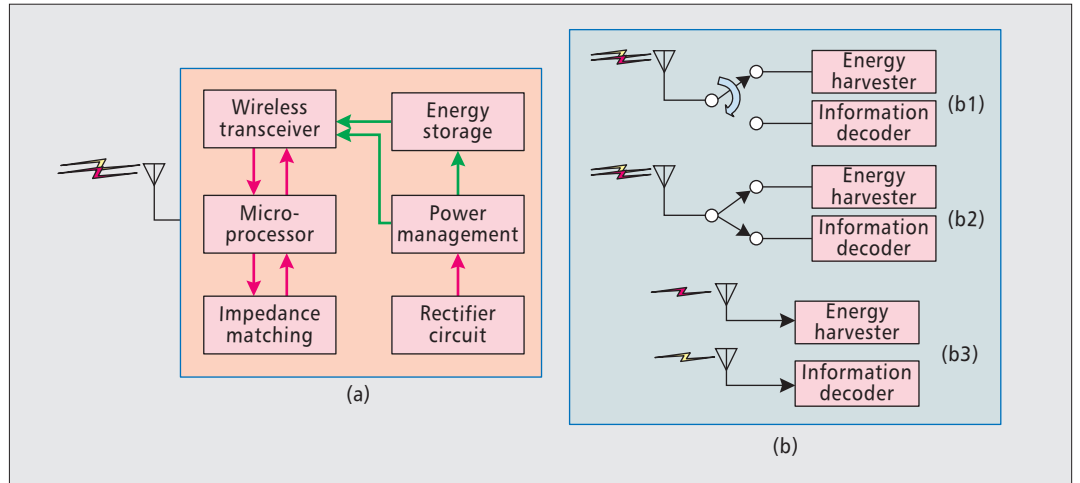 Wireless
transceiver
Energy
storage
Micro-
processor
Power
management
Impedance
matching
Rectifier
circuit
(a)
Energy
harvester
Information
decoder
(b1)
Energy
harvester
Information
decoder
(b2)
Energy
harvester
Information
decoder
(b3)
(b)